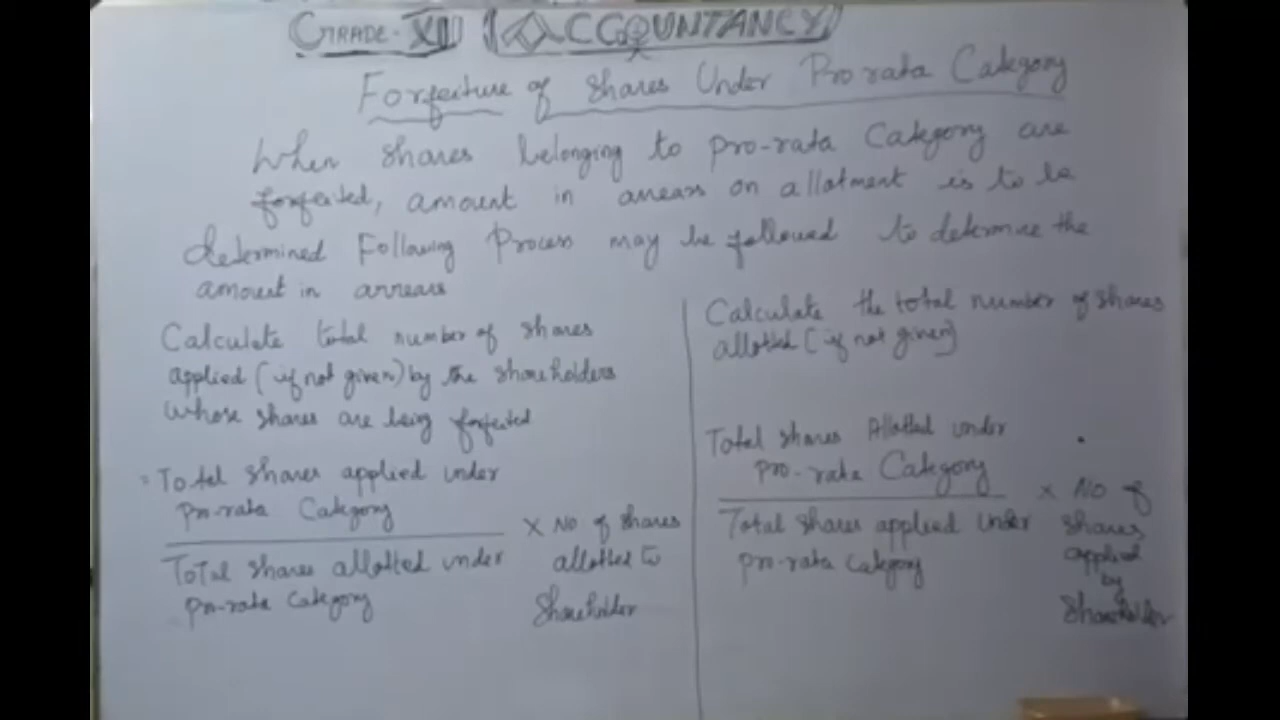 GRADE-XII (ACCOUNTANCY)
Forfeiture of Shares Under Pro rata Category
When shares belonging to pro-rata Category are
forfeited, amount in arrears on allotment is to be
determined Following Process may be followed to determine the
amount in arrears
Calculate total number of shares
applied (if not given) by the shareholders
whose shares are being forfeited
= Total shares applied under
pro-rata Category
Total shares allotted under
pro-rata Category
X No of shares
allotted to
Shareholder
Calculate the total number of shares
allotted (if not given)
Total shares Allotted under
pro-rata Category
Total shares applied under
pro-rata Category
X No of
shares
applied
by
Shareholder